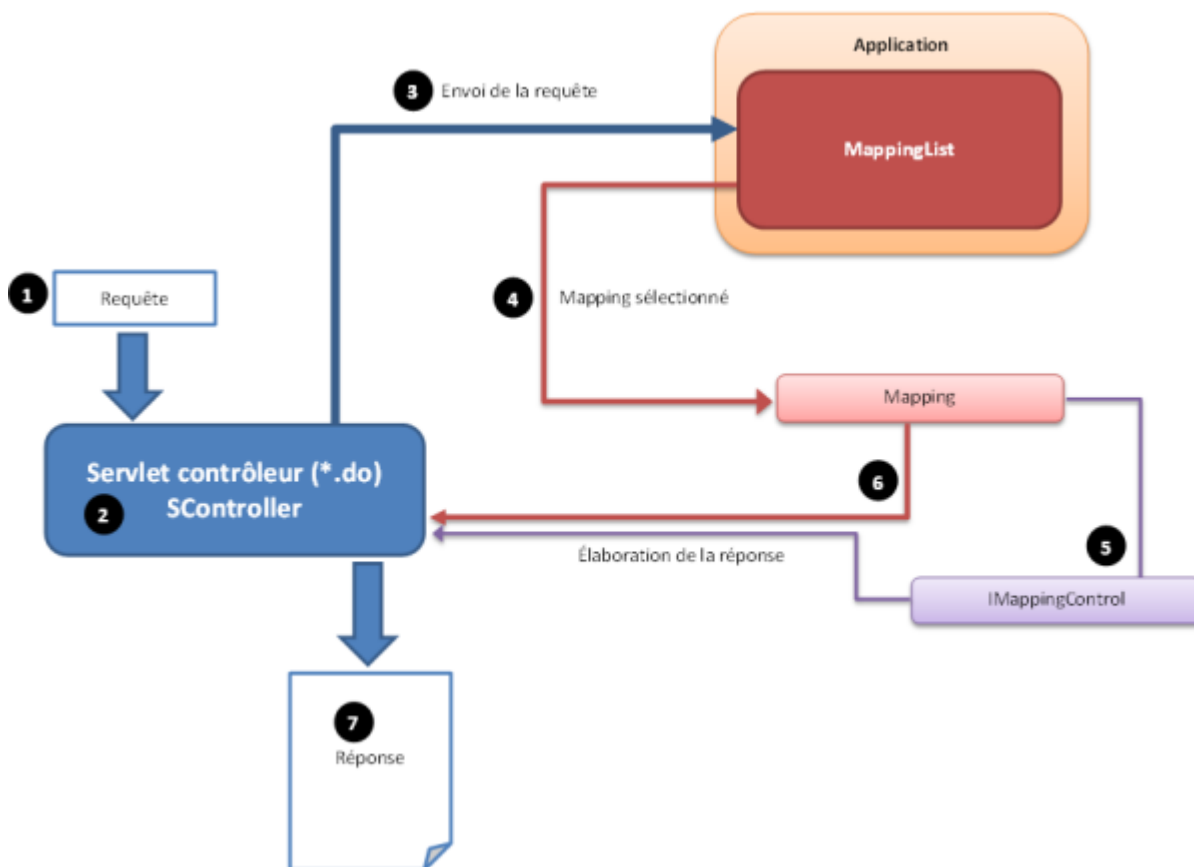 Application
3
Envoi de la requête
MappingList
1
Requête
4
Mapping sélectionné
Mapping
Servlet contrôleur (*.do)
SController
2
6
Élaboration de la réponse
5
IMappingControl
7
Réponse